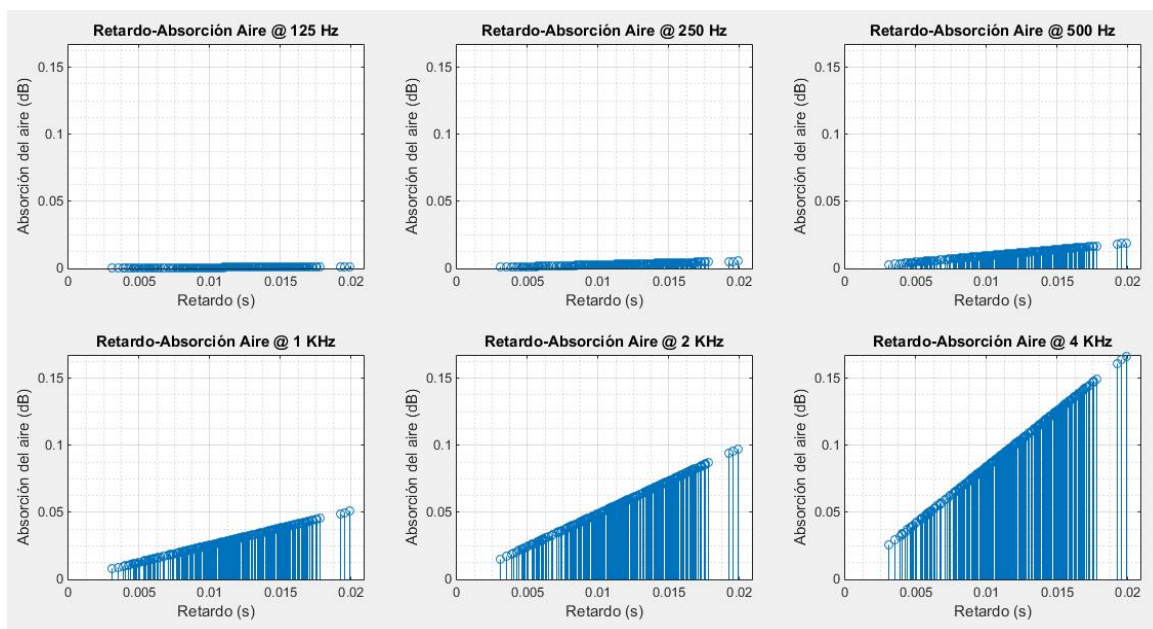 Retardo-Absorción Aire @ 125 Hz
Absorción del aire (dB)
0.15
0.1
0.05
0
0 0.005 0.01 0.015 0.02
Retardo (s)
Retardo-Absorción Aire @ 250 Hz
Absorción del aire (dB)
0.15
0.1
0.05
0
0 0.005 0.01 0.015 0.02
Retardo (s)
Retardo-Absorción Aire @ 500 Hz
Absorción del aire (dB)
0.15
0.1
0.05
0
0 0.005 0.01 0.015 0.02
Retardo (s)
Retardo-Absorción Aire @ 1 KHz
Absorción del aire (dB)
0.15
0.1
0.05
0
0 0.005 0.01 0.015 0.02
Retardo (s)
Retardo-Absorción Aire @ 2 KHz
Absorción del aire (dB)
0.15
0.1
0.05
0
0 0.005 0.01 0.015 0.02
Retardo (s)
Retardo-Absorción Aire @ 4 KHz
Absorción del aire (dB)
0.15
0.1
0.05
0
0 0.005 0.01 0.015 0.02
Retardo (s)